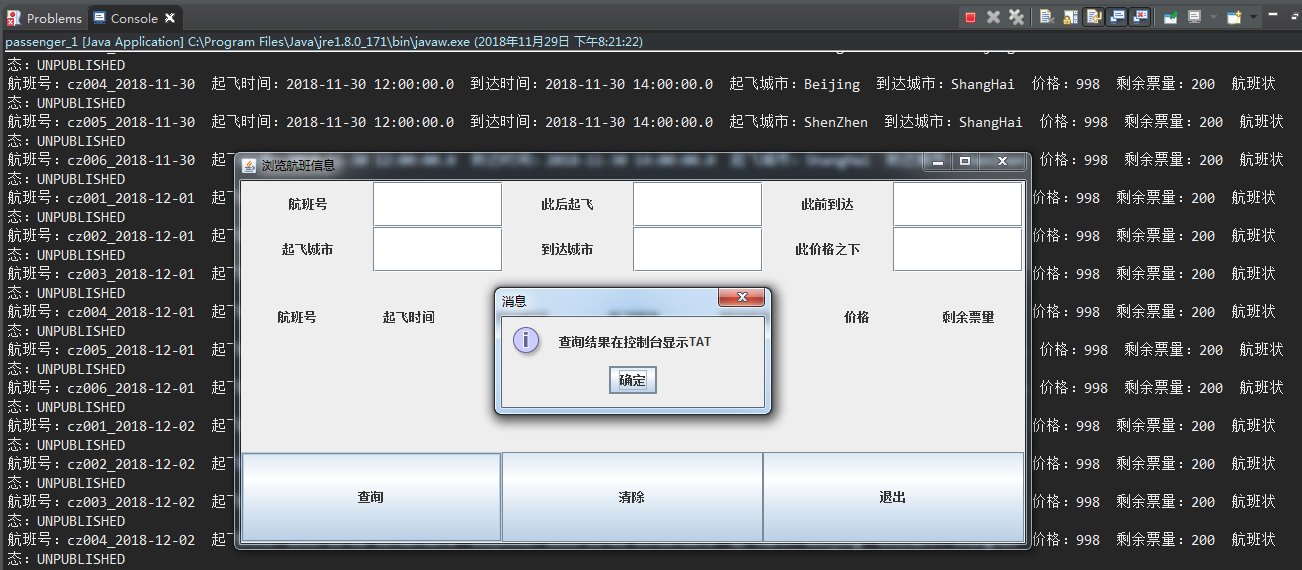 Problems Console
passenger_1 [Java Application] C:\Program Files\Java\jre1.8.0_171\bin\javaw.exe (2018年11月29日 下午8:21:22)
态：UNPUBLISHED
航班号：cz004_2018-11-30 起飞时间：2018-11-30 12:00:00.0 到达时间：2018-11-30 14:00:00.0 起飞城市：Beijing 到达城市：ShangHai 价格：998 剩余票量：200 航班状
态：UNPUBLISHED
航班号：cz005_2018-11-30 起飞时间：2018-11-30 12:00:00.0 到达时间：2018-11-30 14:00:00.0 起飞城市：ShenZhen 到达城市：ShangHai 价格：998 剩余票量：200 航班状
态：UNPUBLISHED
航班号：cz006_2018-11-30 起 价格：998 剩余票量：200 航班状
态：UNPUBLISHED
航班号：cz001_2018-12-01 起 价格：998 剩余票量：200 航班状
态：UNPUBLISHED
航班号：cz002_2018-12-01 起 价格：998 剩余票量：200 航班状
态：UNPUBLISHED
航班号：cz003_2018-12-01 起 价格：998 剩余票量：200 航班状
态：UNPUBLISHED
航班号：cz004_2018-12-01 起 价格：998 剩余票量：200 航班状
态：UNPUBLISHED
航班号：cz005_2018-12-01 起 价格：998 剩余票量：200 航班状
态：UNPUBLISHED
航班号：cz006_2018-12-01 起 价格：998 剩余票量：200 航班状
态：UNPUBLISHED
航班号：cz001_2018-12-02 起 价格：998 剩余票量：200 航班状
态：UNPUBLISHED
航班号：cz002_2018-12-02 起 价格：998 剩余票量：200 航班状
态：UNPUBLISHED
航班号：cz003_2018-12-02 起 价格：998 剩余票量：200 航班状
态：UNPUBLISHED
航班号：cz004_2018-12-02 起 价格：998 剩余票量：200 航班状
态：UNPUBLISHED
浏览航班信息
航班号 此后起飞 此前到达
起飞城市 到达城市 此价格之下
航班号 起飞时间 价格 剩余票量
消息
查询结果在控制台显示TAT
确定
查询 清除 退出